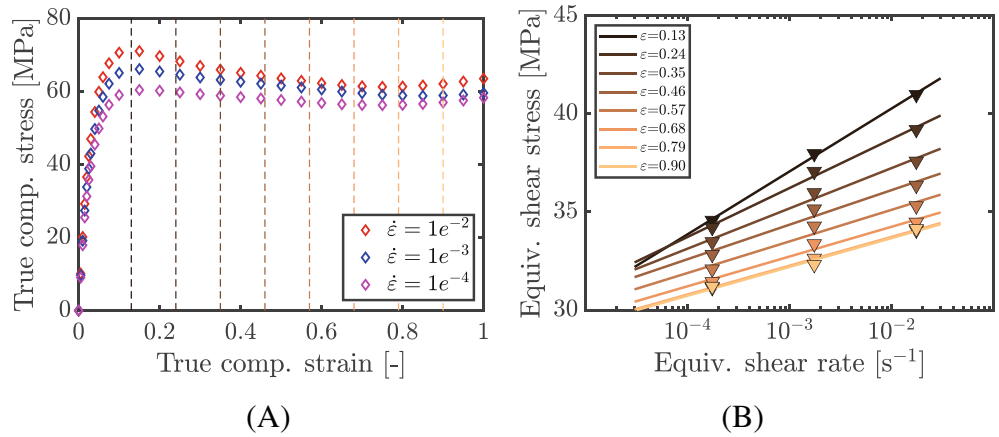 True comp. stress [MPa]
80
60
40
20
0
ε̇ = 1e⁻²
ε̇ = 1e⁻³
ε̇ = 1e⁻⁴
0
0.2
0.4
0.6
0.8
1
True comp. strain [-]
(A)
Equiv. shear stress [MPa]
45
40
35
30
ε=0.13
ε=0.24
ε=0.35
ε=0.46
ε=0.57
ε=0.68
ε=0.79
ε=0.90
10⁻⁴
10⁻³
10⁻²
Equiv. shear rate [s⁻¹]
(B)